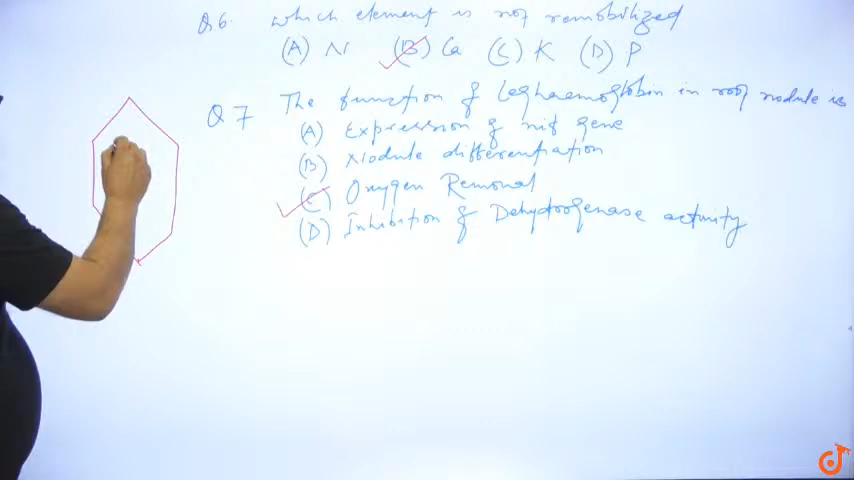 Q6. which element is not remobilized
(A) N (B) Ca (C) K (D) P
Q7 The function of leghaemoglobin in root nodule is
(A) Expression of nif gene
(B) Nodule differentiation
(C) Oxygen Removal
(D) Inhibition of Dehydrogenase activity